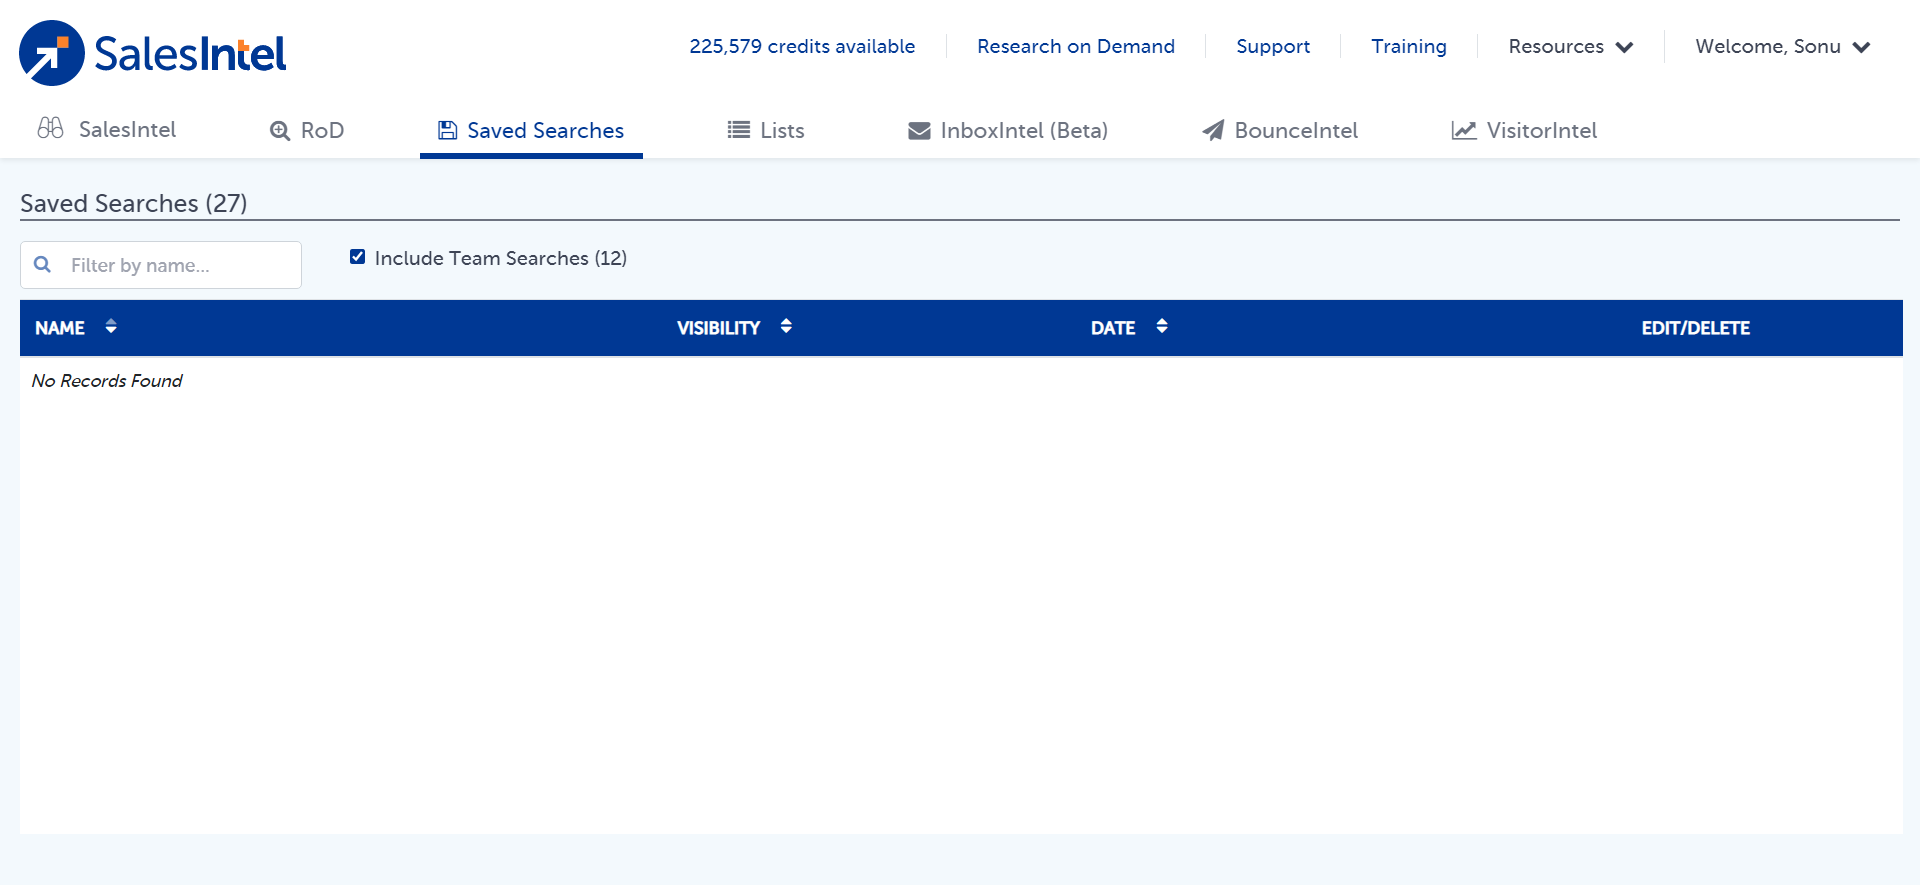 SalesIntel
225,579 credits available
Research on Demand
Support
Training
Resources
Welcome, Sonu
SalesIntel
RoD
Saved Searches
Lists
InboxIntel (Beta)
BounceIntel
VisitorIntel
Saved Searches (27)
Filter by name...
Include Team Searches (12)
NAME
VISIBILITY
DATE
EDIT/DELETE
No Records Found